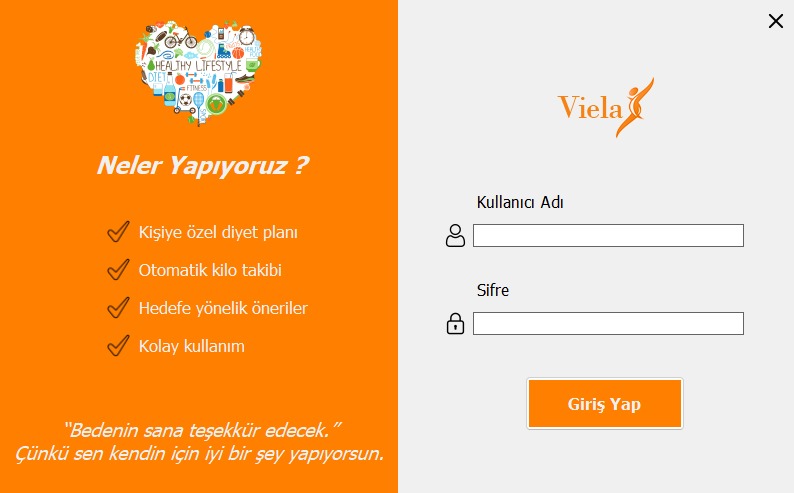 HEALTHY LIFESTYLE
DIET
FITNESS
Neler Yapıyoruz ?
Kişiye özel diyet planı
Otomatik kilo takibi
Hedefe yönelik öneriler
Kolay kullanım
“Bedenin sana teşekkür edecek.”
Çünkü sen kendin için iyi bir şey yapıyorsun.
Viela
Kullanıcı Adı
Sifre
Giriş Yap